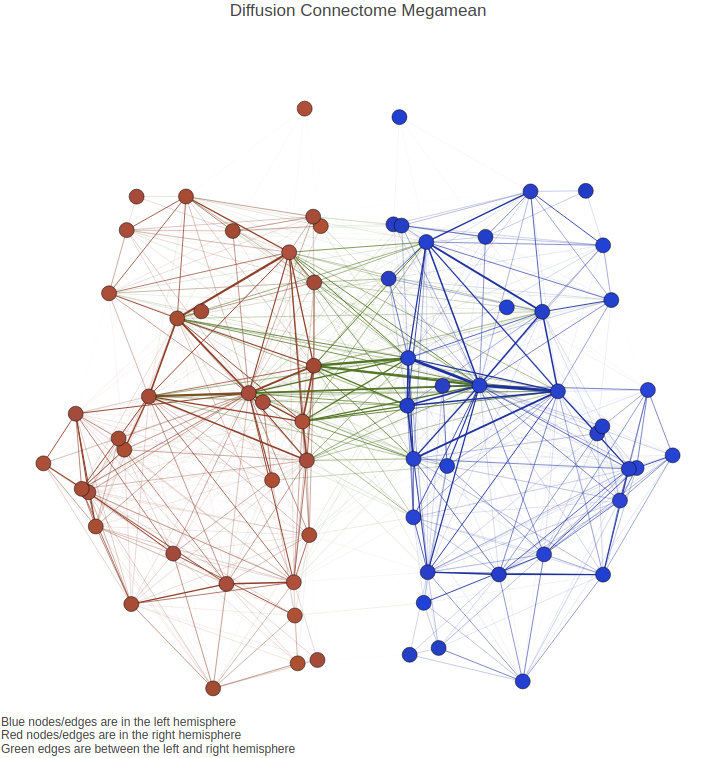 Diffusion Connectome Megamean
Blue nodes/edges are in the left hemisphere
Red nodes/edges are in the right hemisphere
Green edges are between the left and right hemisphere